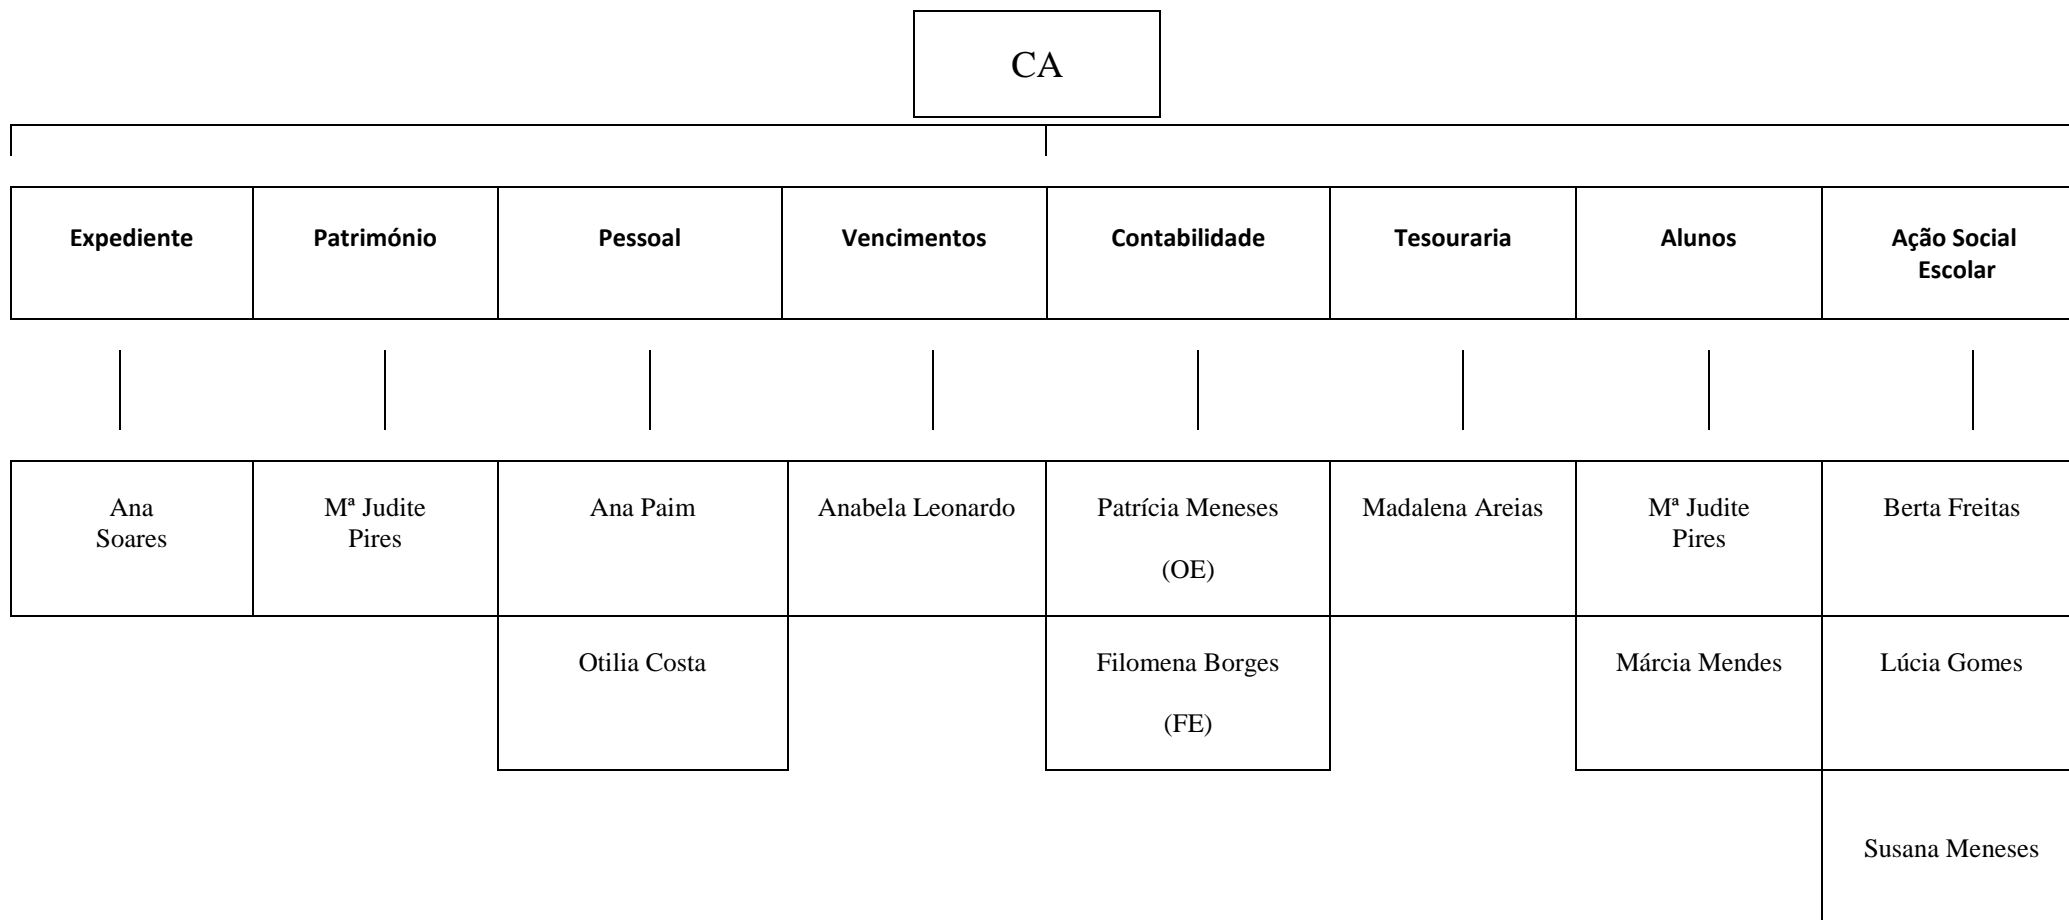 CA
Expediente
Património
Pessoal
Vencimentos
Contabilidade
Tesouraria
Alunos
Ação Social
Escolar
Ana
Soares
Mª Judite
Pires
Ana Paim
Anabela Leonardo
Patrícia Meneses
(OE)
Madalena Areias
Mª Judite
Pires
Berta Freitas
Otilia Costa
Filomena Borges
(FE)
Márcia Mendes
Lúcia Gomes
Susana Meneses